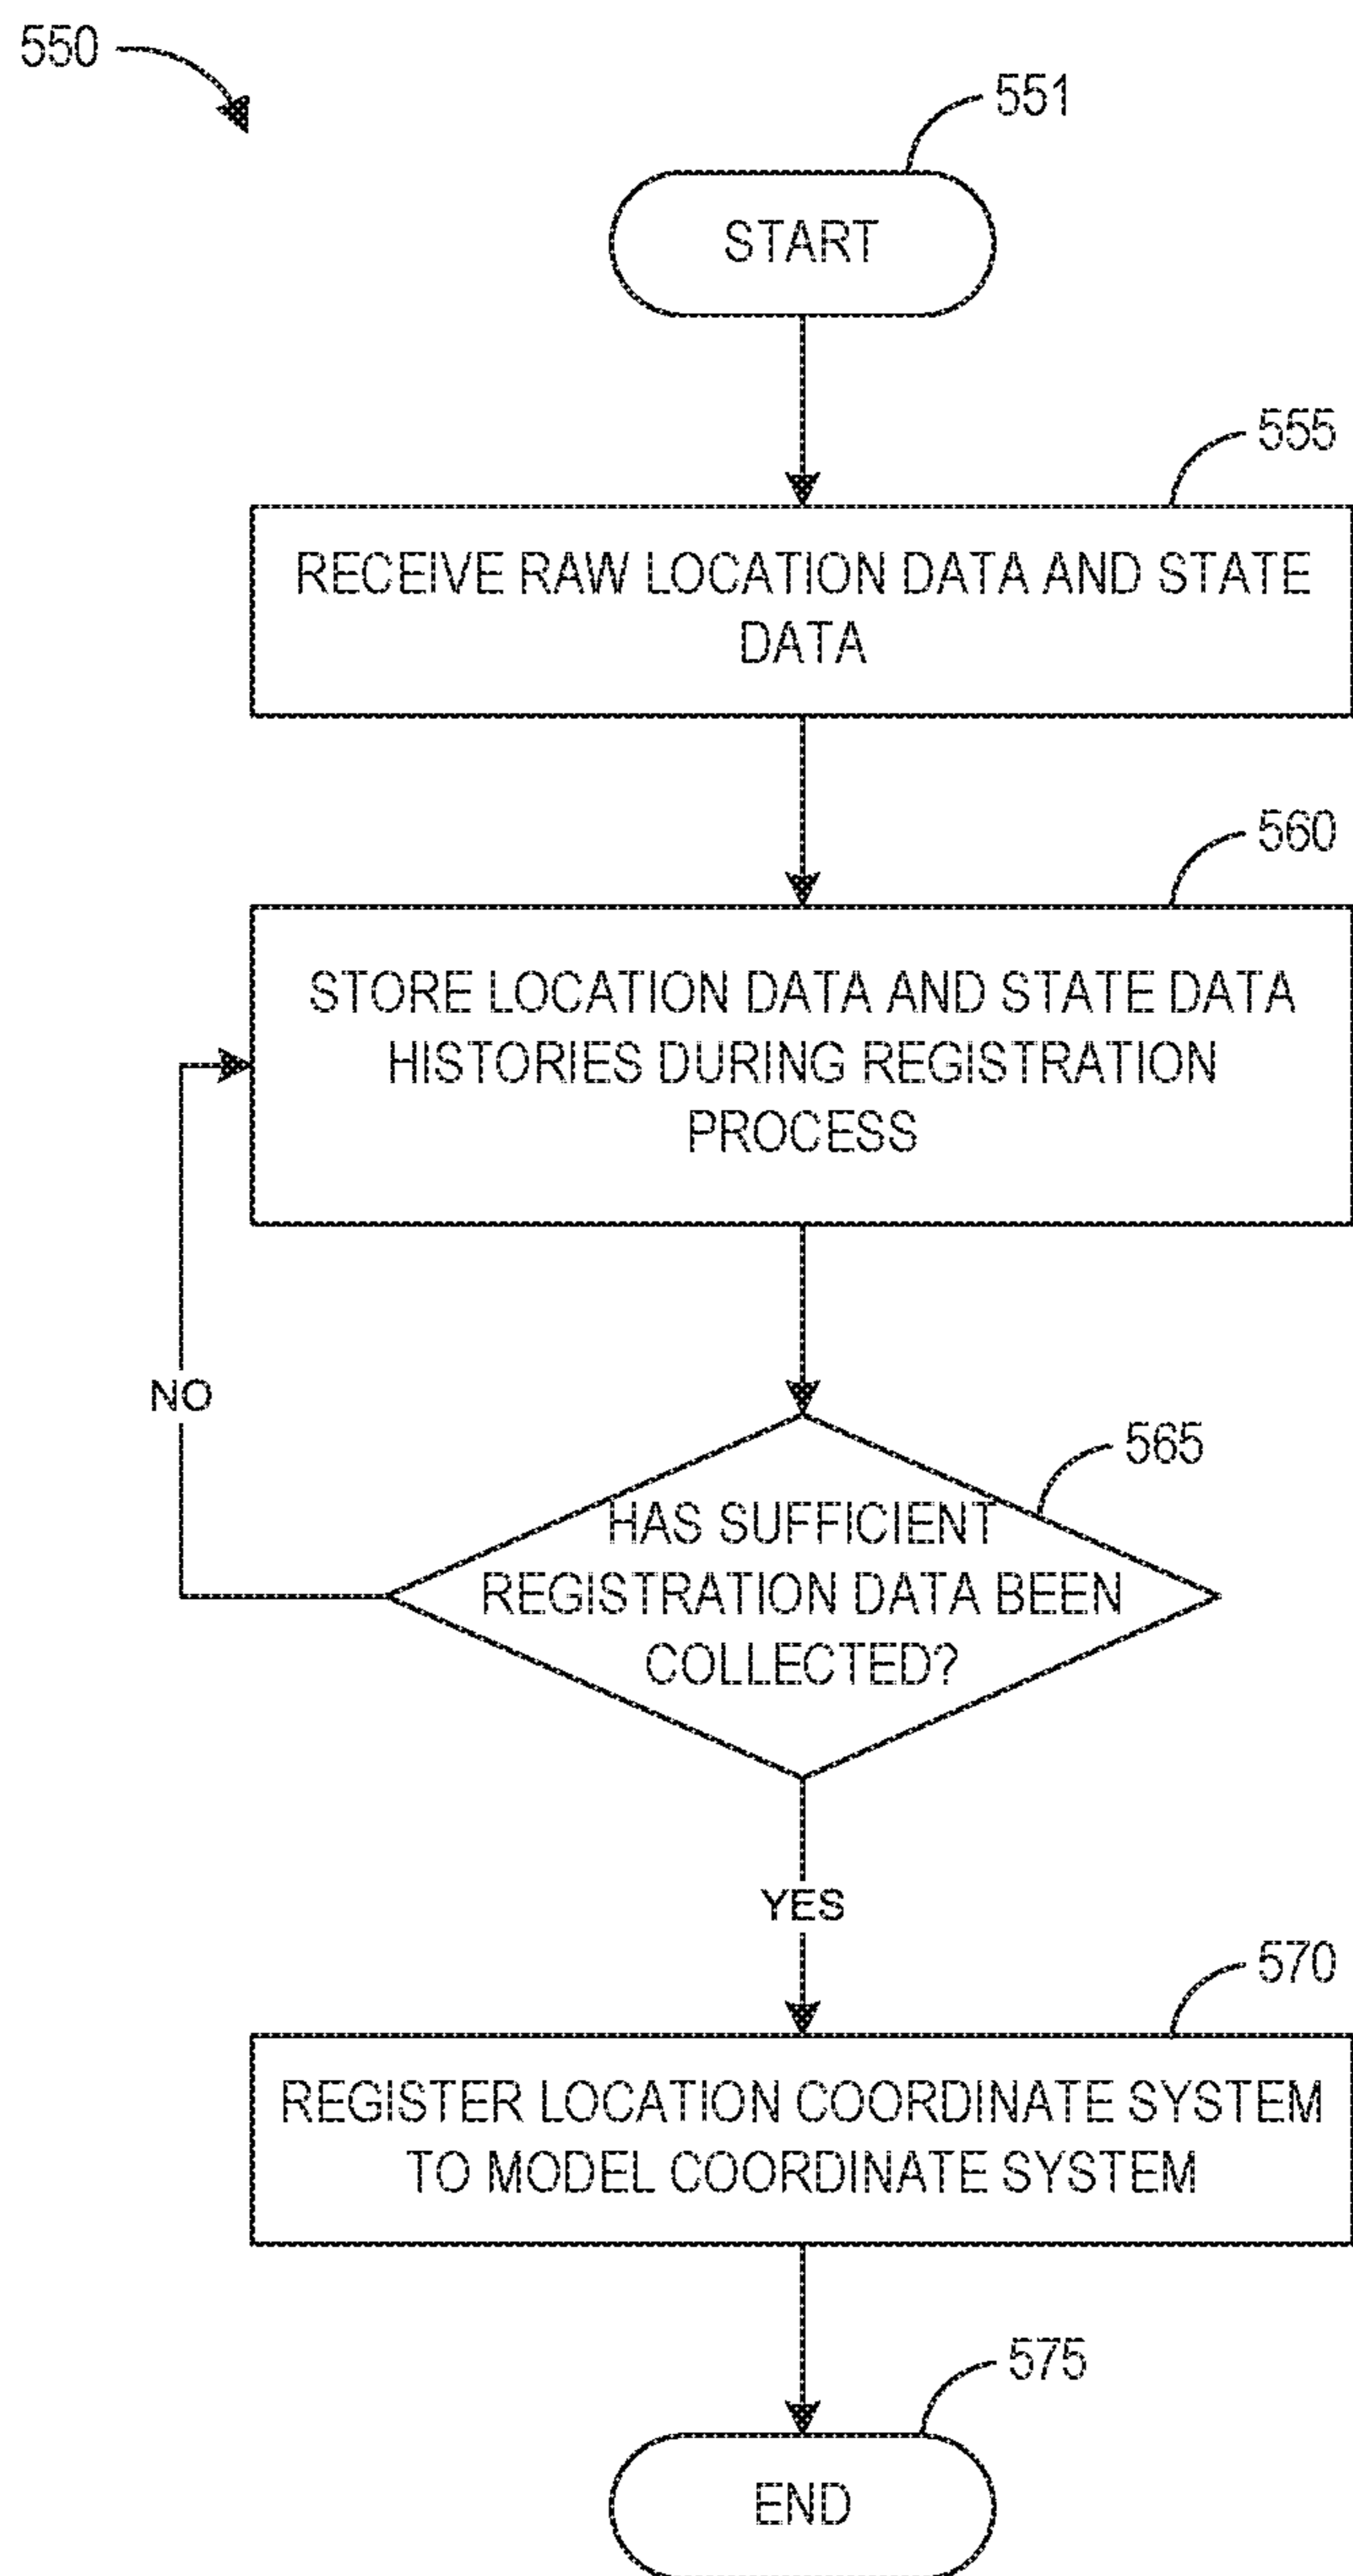 550
551
START
555
RECEIVE RAW LOCATION DATA AND STATE
DATA
560
STORE LOCATION DATA AND STATE DATA
HISTORIES DURING REGISTRATION
PROCESS
NO
565
HAS SUFFICIENT
REGISTRATION DATA BEEN
COLLECTED?
YES
570
REGISTER LOCATION COORDINATE SYSTEM
TO MODEL COORDINATE SYSTEM
575
END